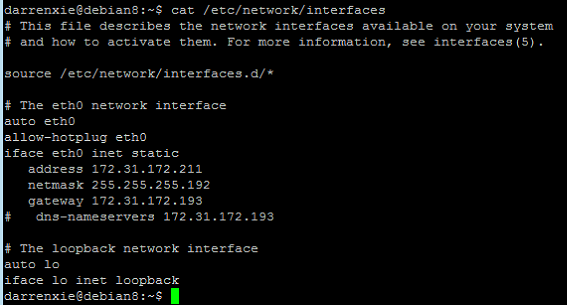 darrenxie@debian8:~$ cat /etc/network/interfaces
# This file describes the network interfaces available on your system
# and how to activate them. For more information, see interfaces(5).
source /etc/network/interfaces.d/*
# The eth0 network interface
auto eth0
allow-hotplug eth0
iface eth0 inet static
   address 172.31.172.211
   netmask 255.255.255.192
   gateway 172.31.172.193
#   dns-nameservers 172.31.172.193
# The loopback network interface
auto lo
iface lo inet loopback
darrenxie@debian8:~$